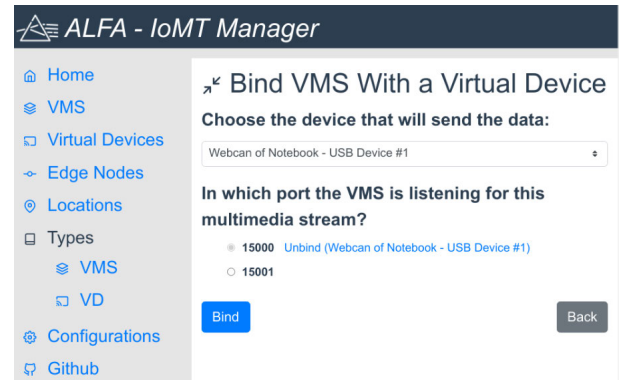 ALFA - IoMT Manager
Home
VMS
Virtual Devices
Edge Nodes
Locations
Types
VMS
VD
Configurations
Github
Bind VMS With a Virtual Device
Choose the device that will send the data:
Webcan of Notebook - USB Device #1
In which port the VMS is listening for this
multimedia stream?
15000 Unbind (Webcan of Notebook - USB Device #1)
15001
Bind
Back